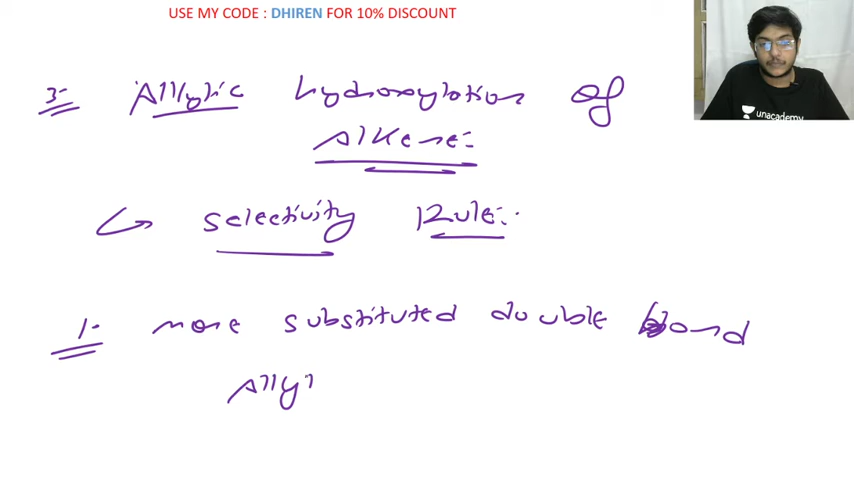 USE MY CODE : DHIREN FOR 10% DISCOUNT
unacademy
3- Allylic hydroxylation of
Alkene:
↳ selectivity Rule:
1- more substituted double bond
Allyl